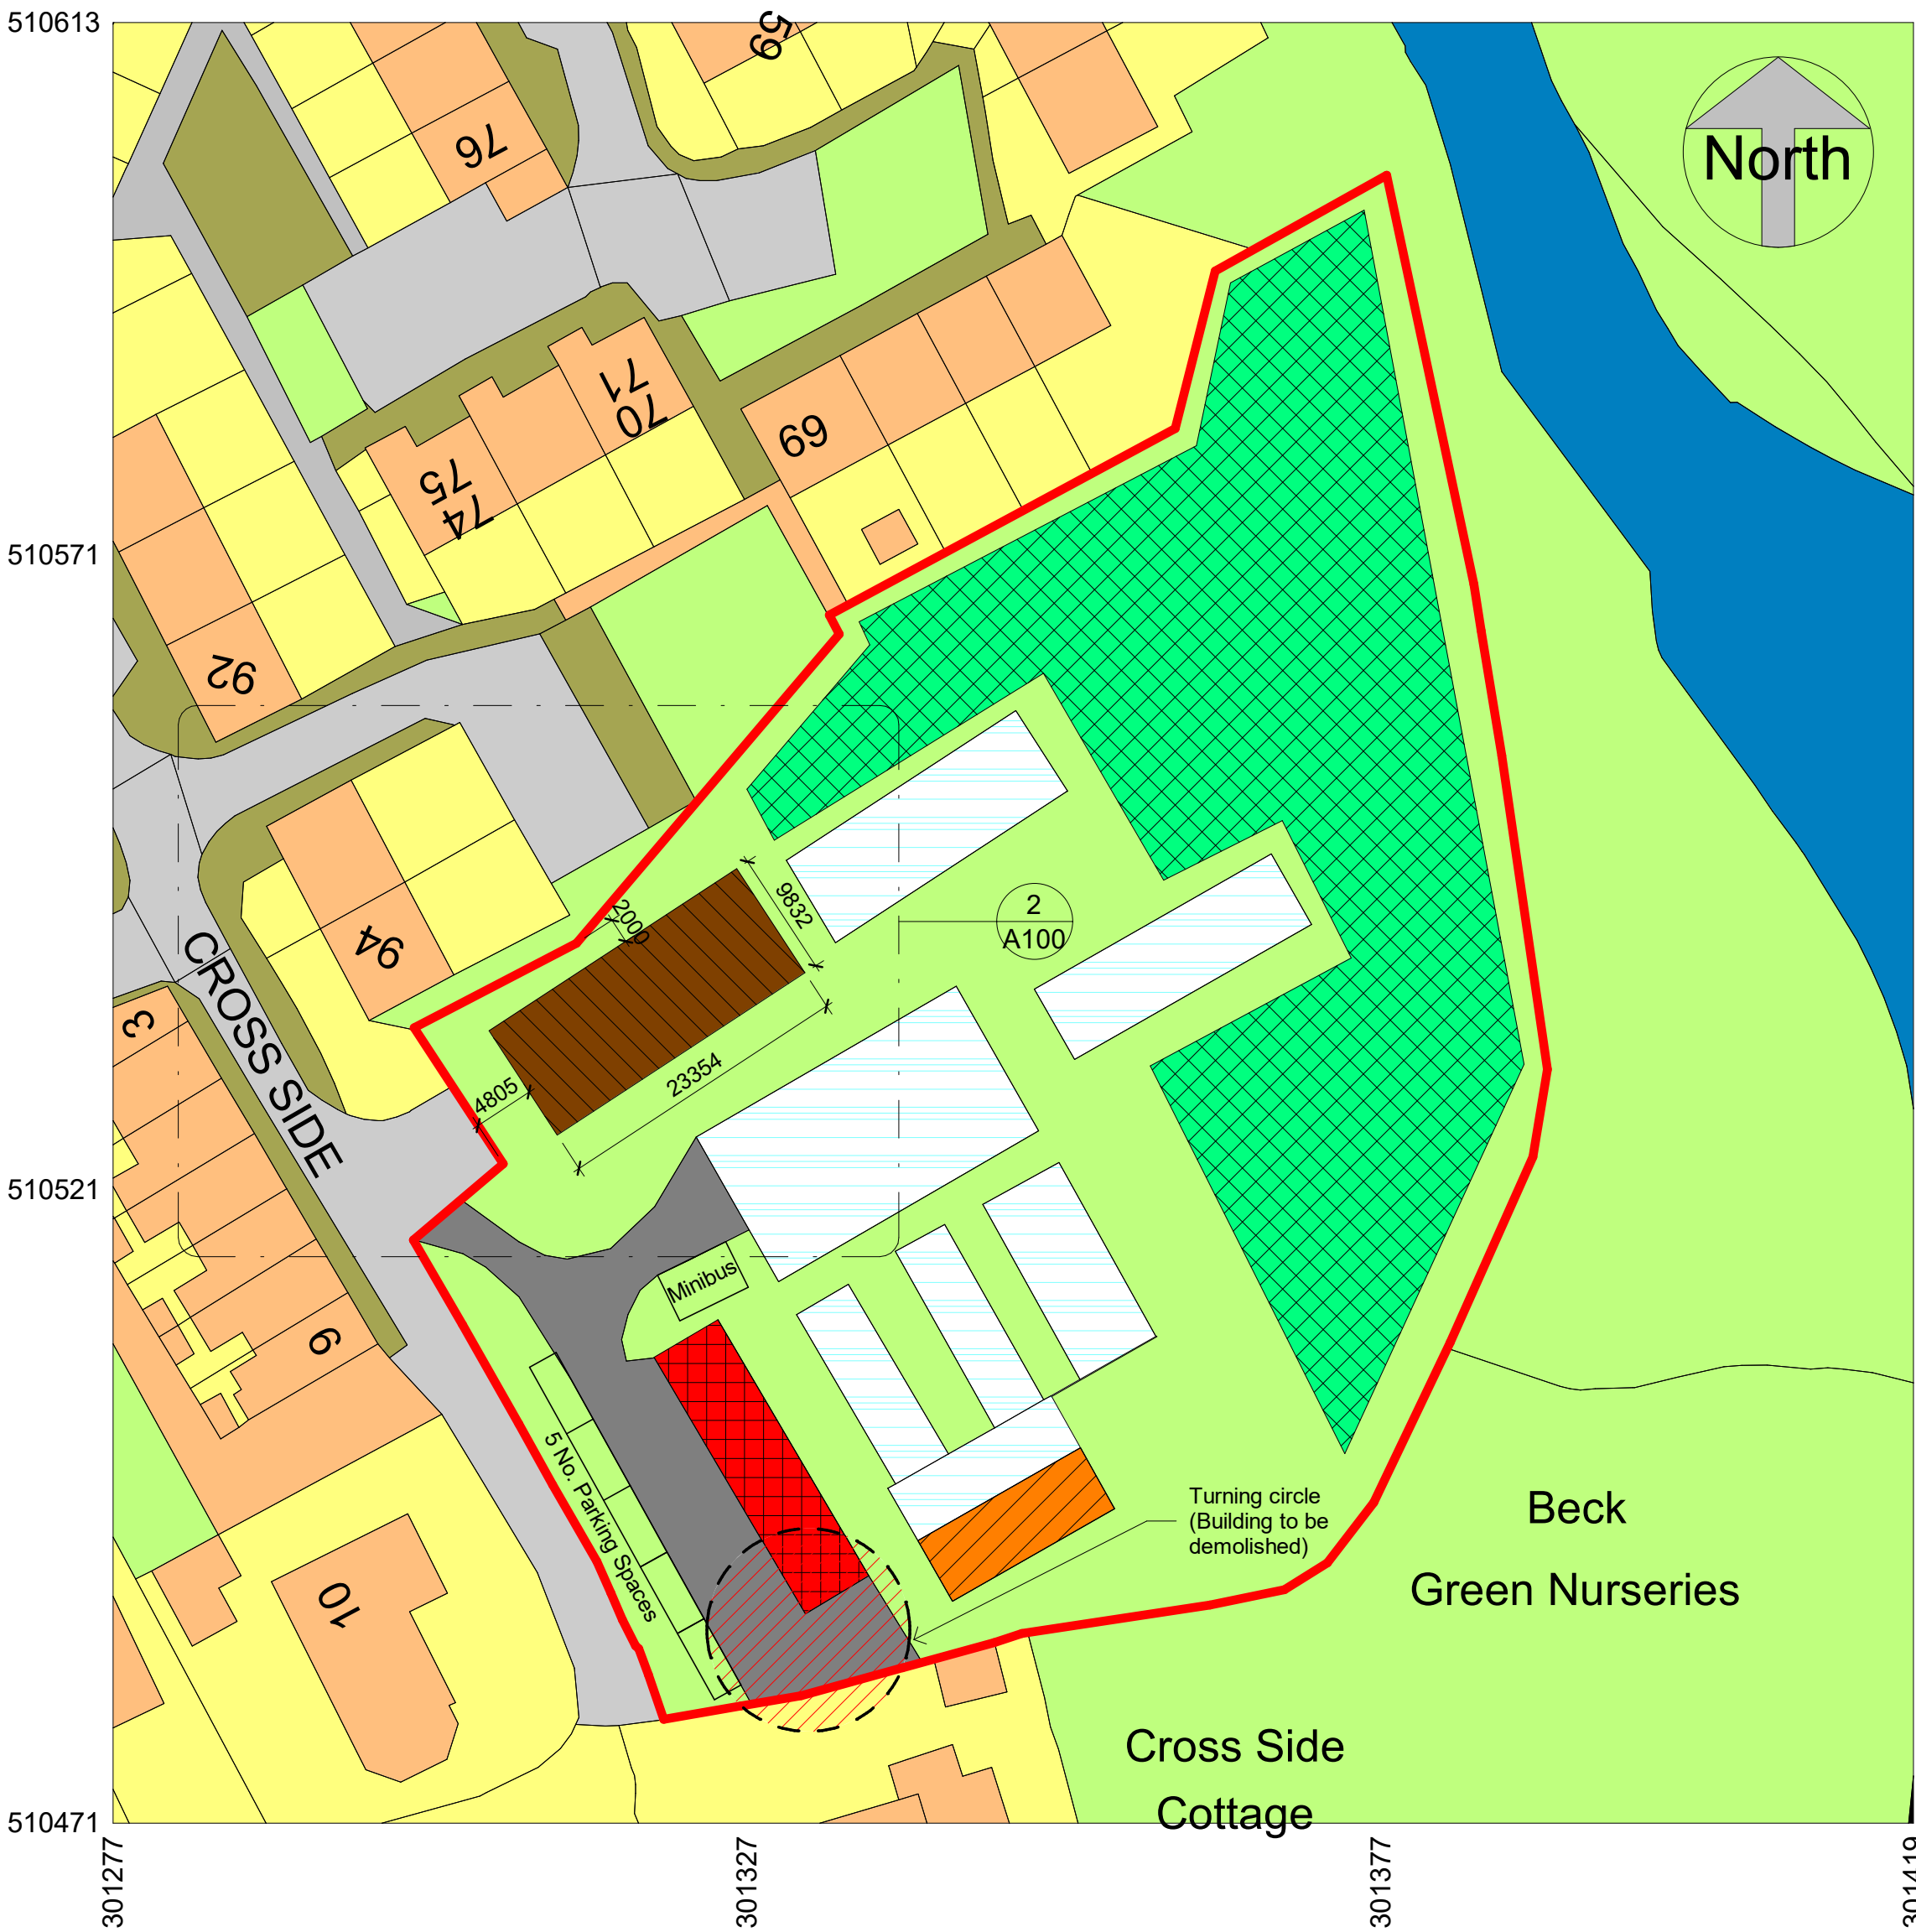 510613
59
North
76
71
70
69
75
74
510571
92
2000
9832
2
A100
94
CROSS SIDE
3
4805
23354
510521
Minibus
9
5 No. Parking Spaces
Turning circle
(Building to be
demolished)
Beck
Green Nurseries
10
Cross Side
Cottage
510471
301277
301327
301377
301419